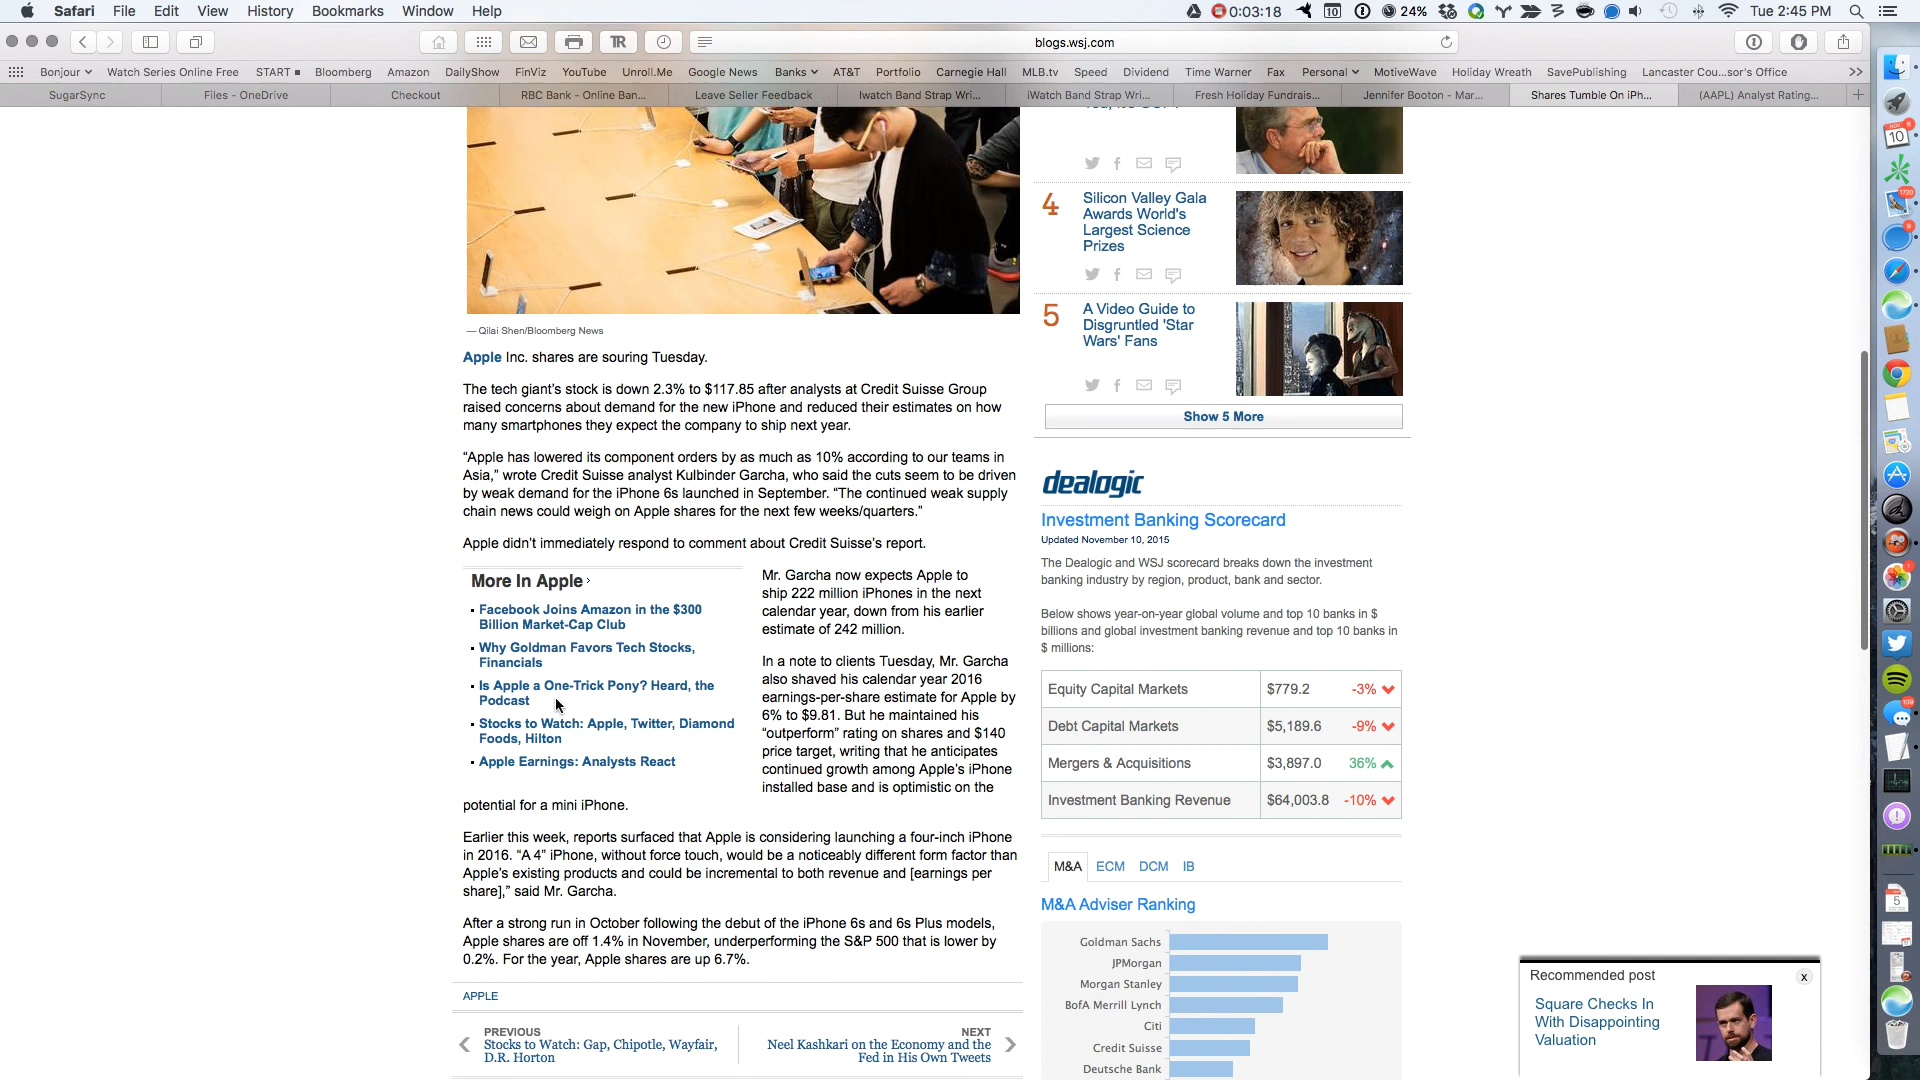 Safari File Edit View History Bookmarks Window Help
0:03:18 10 24% Tue 2:45 PM
blogs.wsj.com
Bonjour Watch Series Online Free START Bloomberg Amazon DailyShow FinViz YouTube Unroll.Me Google News Banks AT&T Portfolio Carnegie Hall MLB.tv Speed Dividend Time Warner Fax Personal MotiveWave Holiday Wreath SavePublishing Lancaster Cou...sor's Office
SugarSync Files - OneDrive Checkout RBC Bank - Online Ban... Leave Seller Feedback Iwatch Band Strap Wri... iWatch Band Strap Wri... Fresh Holiday Fundrais... Jennifer Booton - Mar... Shares Tumble On iPh... (AAPL) Analyst Rating...
— Qilai Shen/Bloomberg News
Apple Inc. shares are souring Tuesday.
The tech giant's stock is down 2.3% to $117.85 after analysts at Credit Suisse Group
raised concerns about demand for the new iPhone and reduced their estimates on how
many smartphones they expect the company to ship next year.
“Apple has lowered its component orders by as much as 10% according to our teams in
Asia,” wrote Credit Suisse analyst Kulbinder Garcha, who said the cuts seem to be driven
by weak demand for the iPhone 6s launched in September. “The continued weak supply
chain news could weigh on Apple shares for the next few weeks/quarters.”
Apple didn't immediately respond to comment about Credit Suisse's report.
More In Apple
Facebook Joins Amazon in the $300
Billion Market-Cap Club
Why Goldman Favors Tech Stocks,
Financials
Is Apple a One-Trick Pony? Heard, the
Podcast
Stocks to Watch: Apple, Twitter, Diamond
Foods, Hilton
Apple Earnings: Analysts React
Mr. Garcha now expects Apple to
ship 222 million iPhones in the next
calendar year, down from his earlier
estimate of 242 million.
In a note to clients Tuesday, Mr. Garcha
also shaved his calendar year 2016
earnings-per-share estimate for Apple by
6% to $9.81. But he maintained his
“outperform” rating on shares and $140
price target, writing that he anticipates
continued growth among Apple's iPhone
installed base and is optimistic on the
potential for a mini iPhone.
Earlier this week, reports surfaced that Apple is considering launching a four-inch iPhone
in 2016. “A 4” iPhone, without force touch, would be a noticeably different form factor than
Apple's existing products and could be incremental to both revenue and [earnings per
share],” said Mr. Garcha.
After a strong run in October following the debut of the iPhone 6s and 6s Plus models,
Apple shares are off 1.4% in November, underperforming the S&P 500 that is lower by
0.2%. For the year, Apple shares are up 6.7%.
APPLE
PREVIOUS
Stocks to Watch: Gap, Chipotle, Wayfair,
D.R. Horton
NEXT
Neel Kashkari on the Economy and the
Fed in His Own Tweets
4
Silicon Valley Gala
Awards World's
Largest Science
Prizes
5
A Video Guide to
Disgruntled 'Star
Wars' Fans
Show 5 More
dealogic
Investment Banking Scorecard
Updated November 10, 2015
The Dealogic and WSJ scorecard breaks down the investment
banking industry by region, product, bank and sector.
Below shows year-on-year global volume and top 10 banks in $
billions and global investment banking revenue and top 10 banks in
$ millions:
Equity Capital Markets $779.2 -3%
Debt Capital Markets $5,189.6 -9%
Mergers & Acquisitions $3,897.0 36%
Investment Banking Revenue $64,003.8 -10%
M&A ECM DCM IB
M&A Adviser Ranking
Goldman Sachs
JPMorgan
Morgan Stanley
BofA Merrill Lynch
Citi
Credit Suisse
Deutsche Bank
Recommended post x
Square Checks In
With Disappointing
Valuation